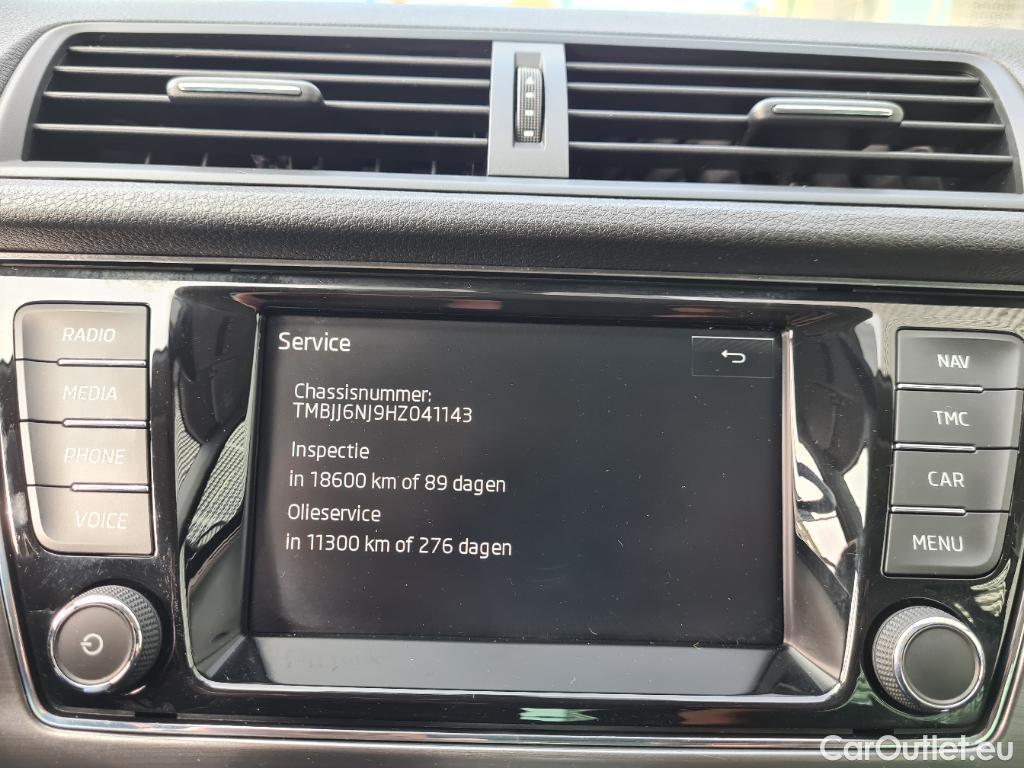 RADIO
MEDIA
PHONE
VOICE
Service
Chassisnummer:
TMBJJ6NJ9HZ041143
Inspectie
in 18600 km of 89 dagen
Olieservice
in 11300 km of 276 dagen
NAV
TMC
CAR
MENU
CarOutlet.eu